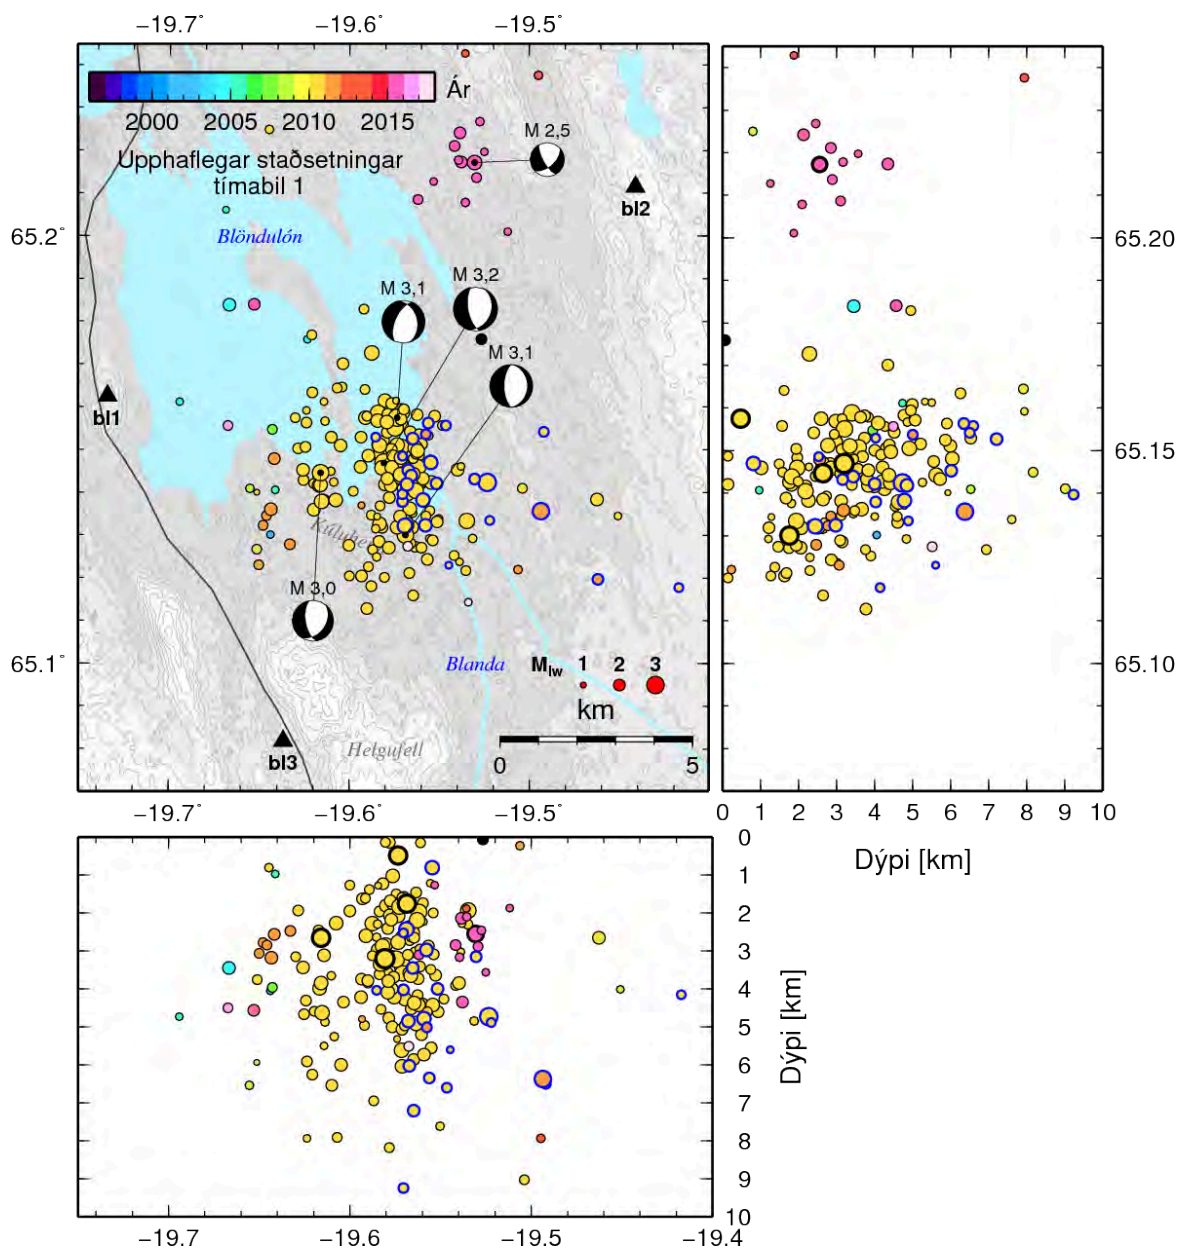 −19.7°
−19.6°
−19.5°
Ár
2000
2005
2010
2015
Upphaflegar staðsetningar
tímabil 1
M 2,5
bl2
65.2°
Blöndulón
M 3,2
M 3,1
M 3,1
bl1
M 3,0
65.1°
Blanda
Mlw
1
2
3
km
Helgufell
bl3
0
5
−19.7°
−19.6°
−19.5°
65.20
65.15
65.10
0
1
2
3
4
5
6
7
8
9
10
Dýpi [km]
0
1
2
3
4
5
6
7
8
9
10
Dýpi [km]
−19.7
−19.6
−19.5
−19.4